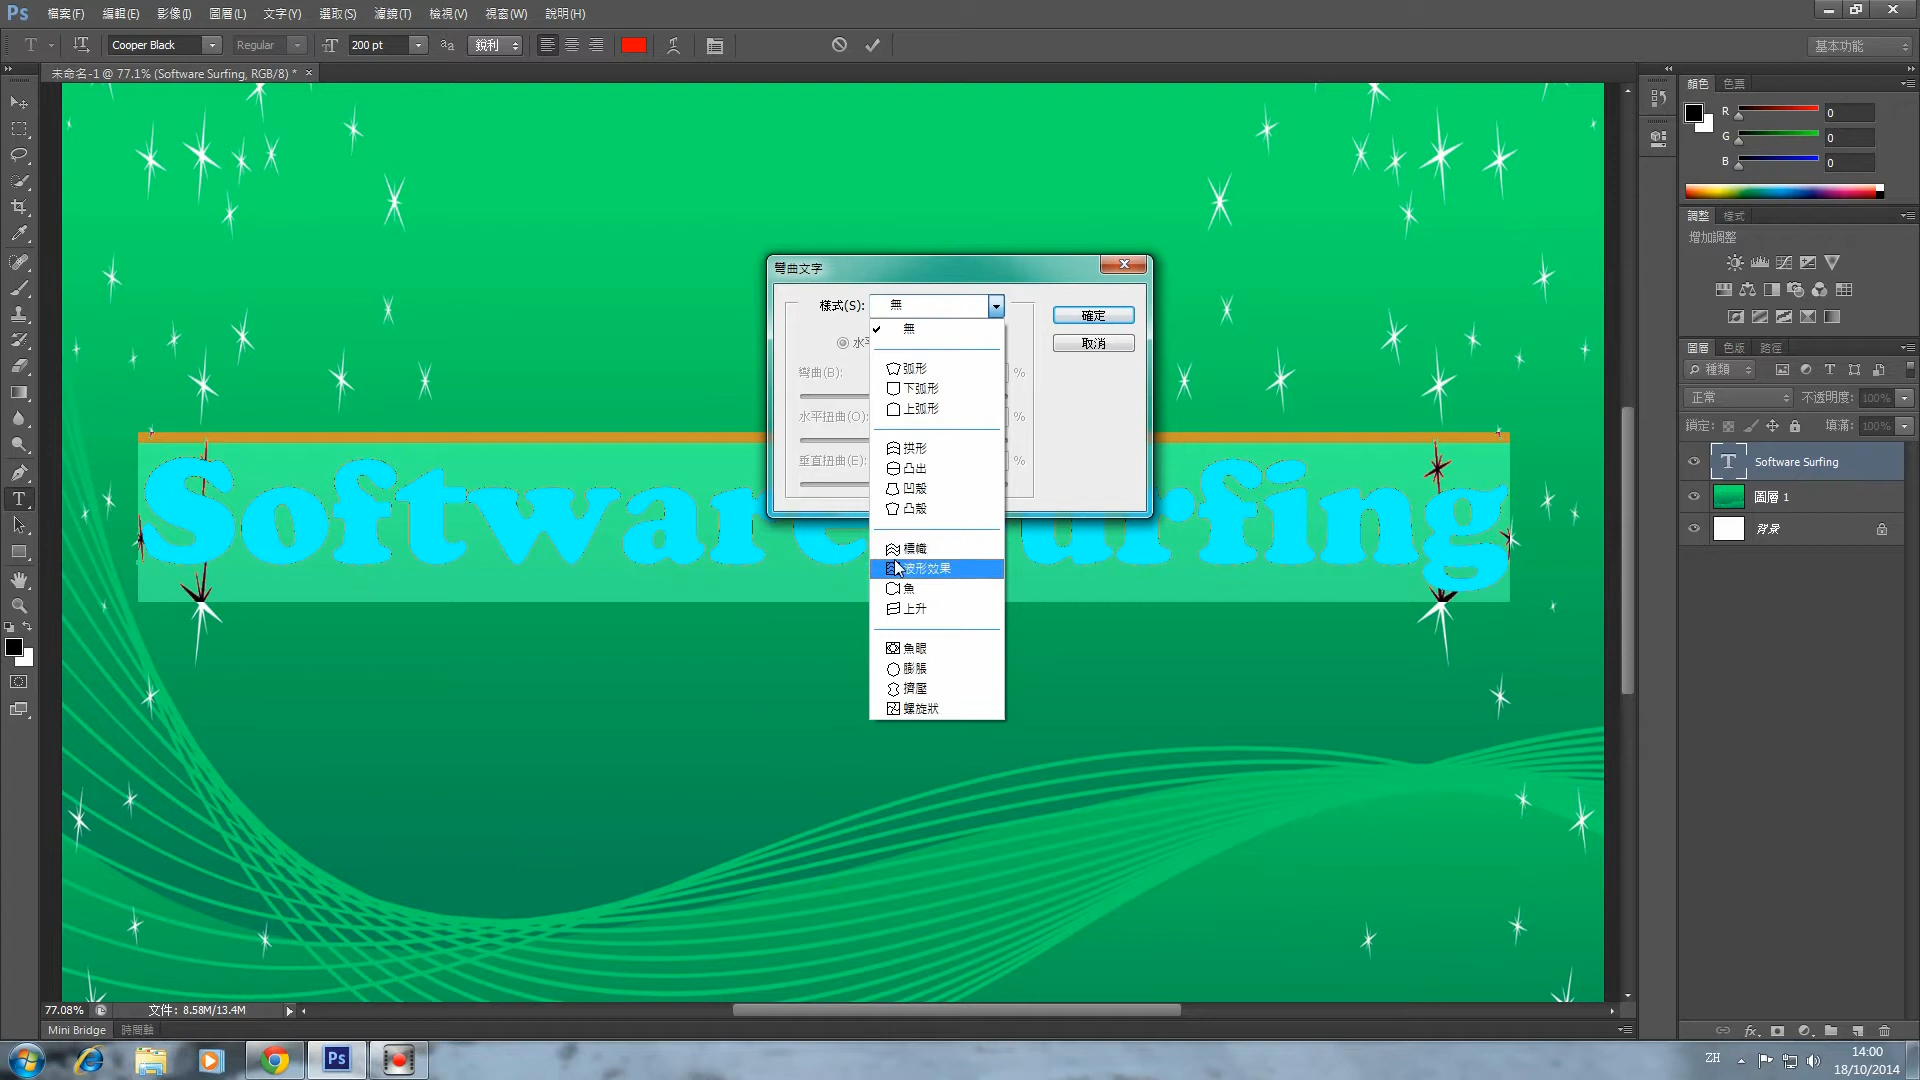 Ps 檔案(F) 編輯(E) 影像(I) 圖層(L) 文字(Y) 選取(S) 濾鏡(T) 檢視(V) 視窗(W) 說明(H)
Cooper Black Regular 200 pt 銳利 基本功能
未命名-1 @ 77.1% (Software Surfing, RGB/8) * ×
顏色 色票
R 0
G 0
B 0
調整 樣式
增加調整
圖層 色版 路徑
種類
正常 不透明度: 100%
鎖定: 填滿: 100%
Software Surfing
圖層 1
背景
彎曲文字
樣式(S): 無
確定
取消
水平
彎曲(B): %
水平扭曲(O): %
垂直扭曲(E): %
無
弧形
下弧形
上弧形
拱形
凸出
凹殼
凸殼
標幟
波形效果
魚
上升
魚眼
膨脹
擠壓
螺旋狀
77.08% 文件: 8.58M/13.4M
Mini Bridge 時間軸
Ps
ZH
14:00
18/10/2014